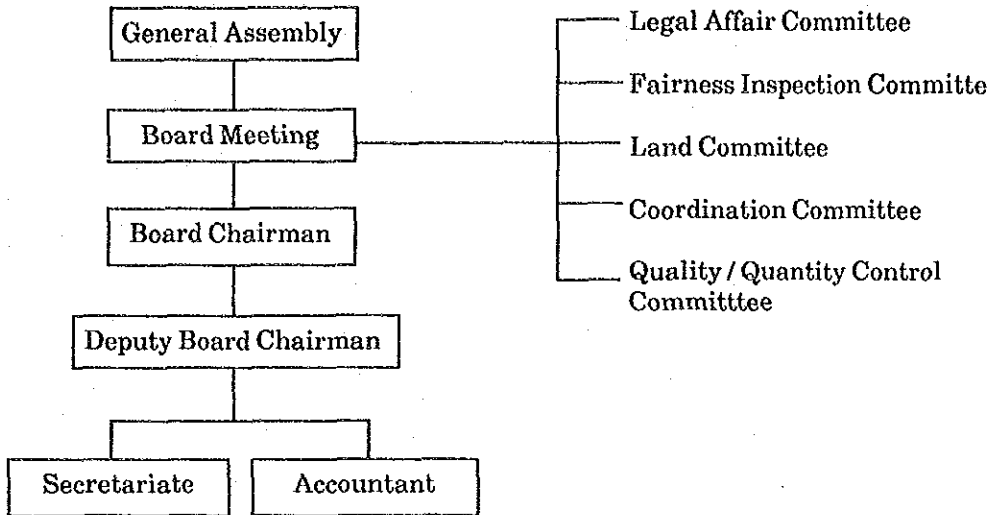 General Assembly
Board Meeting
Board Chairman
Deputy Board Chairman
Secretariate
Accountant
Legal Affair Committee
Fairness Inspection Committe
Land Committee
Coordination Committee
Quality / Quantity Control
Committtee